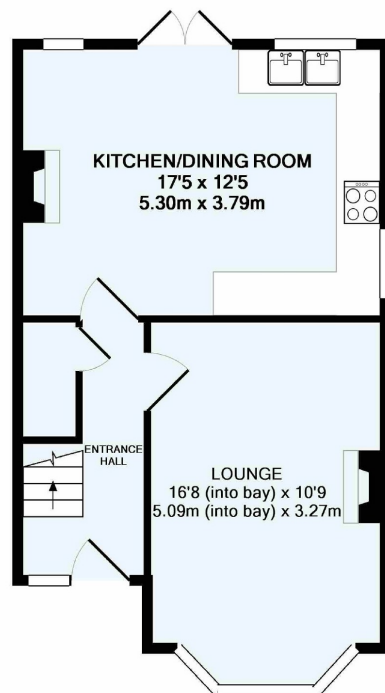 KITCHEN/DINING ROOM
17'5 x 12'5
5.30m x 3.79m
ENTRANCE
HALL
LOUNGE
16'8 (into bay) x 10'9
5.09m (into bay) x 3.27m